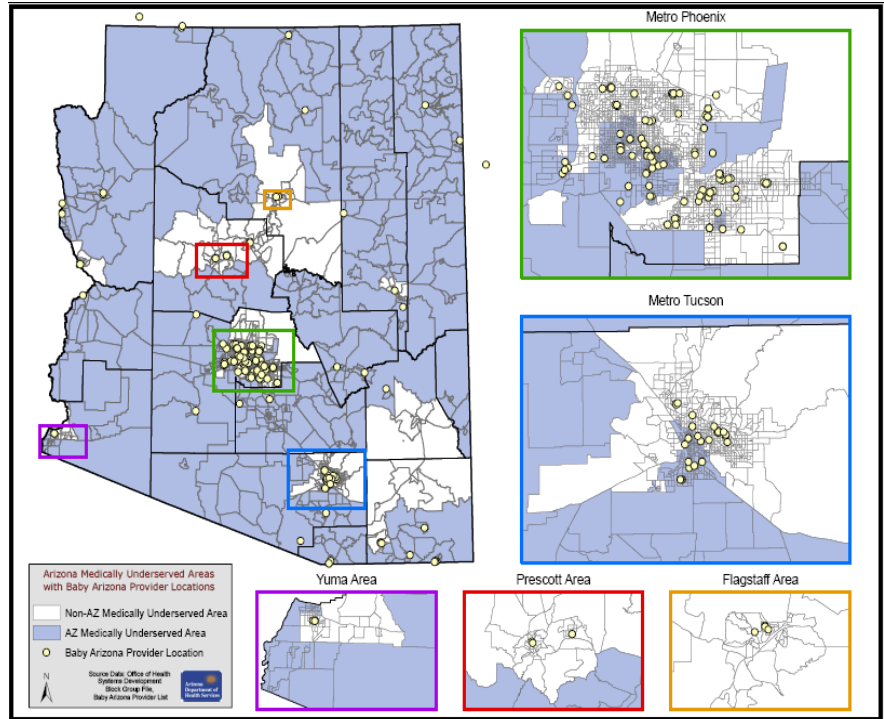 Metro Phoenix
Metro Tucson
Yuma Area
Prescott Area
Flagstaff Area
Arizona Medically Underserved Areas
with Baby Arizona Provider Locations
Non-AZ Medically Underserved Area
AZ Medically Underserved Area
Baby Arizona Provider Location
N
Source Data: Office of Health
Systems Development
Block Group File,
Baby Arizona Provider List
Arizona
Department of
Health Services